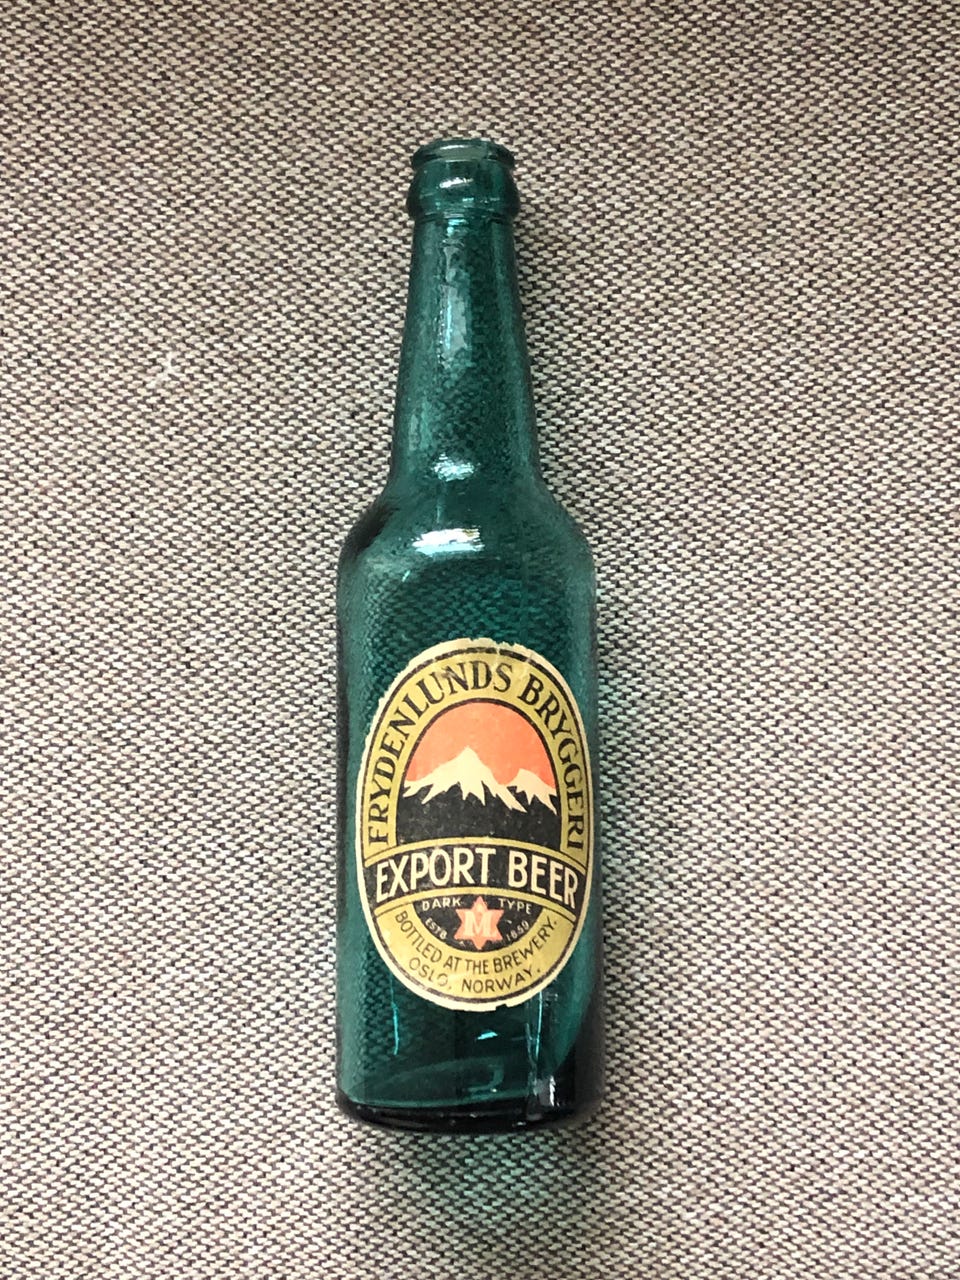 FRYDENLUNDS BRYGGERI
EXPORT BEER
DARK TYPE
M
ESTB. 1859
BOTTLED AT THE BREWERY.
OSLO, NORWAY.